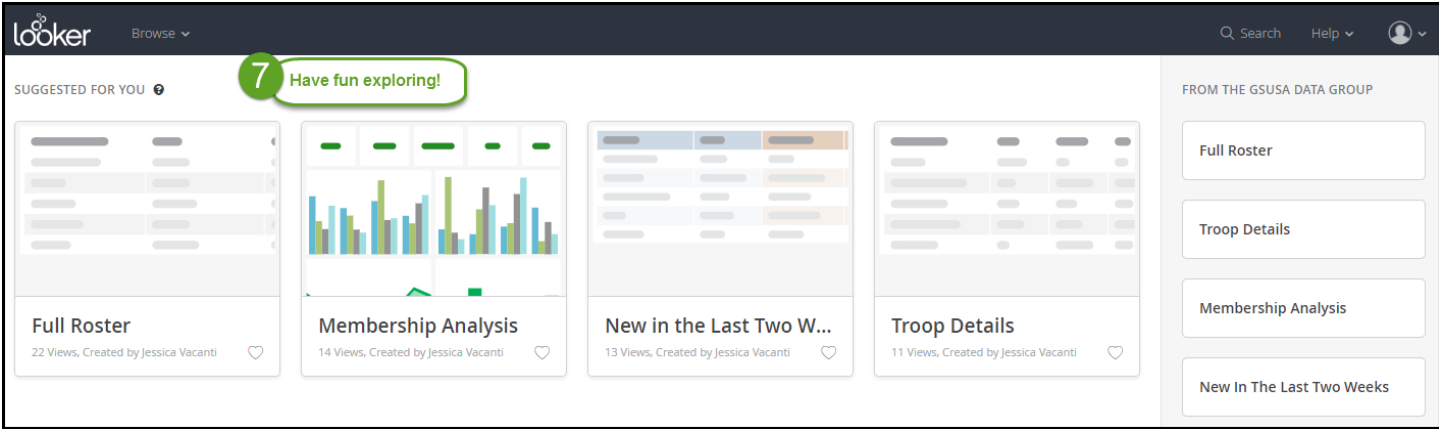 looker
Browse
Search
Help
7
Have fun exploring!
SUGGESTED FOR YOU ?
FROM THE GSUSA DATA GROUP
Full Roster
22 Views, Created by Jessica Vacanti
Membership Analysis
14 Views, Created by Jessica Vacanti
New in the Last Two W...
13 Views, Created by Jessica Vacanti
Troop Details
11 Views, Created by Jessica Vacanti
Full Roster
Troop Details
Membership Analysis
New In The Last Two Weeks